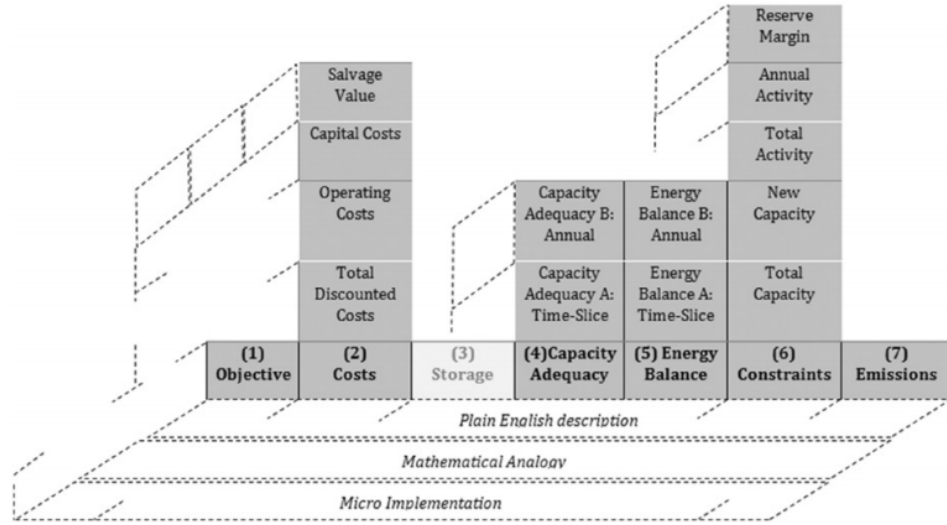 Reserve
Margin
Salvage
Value
Annual
Activity
Capital Costs
Total
Activity
Operating
Costs
Capacity
Adequacy B:
Annual
Energy
Balance B:
Annual
New
Capacity
Total
Discounted
Costs
Capacity
Adequacy A:
Time-Slice
Energy
Balance A:
Time-Slice
Total
Capacity
(1)
Objective
(2)
Costs
(3)
Storage
(4)Capacity
Adequacy
(5) Energy
Balance
(6)
Constraints
(7)
Emissions
Plain English description
Mathematical Analogy
Micro Implementation